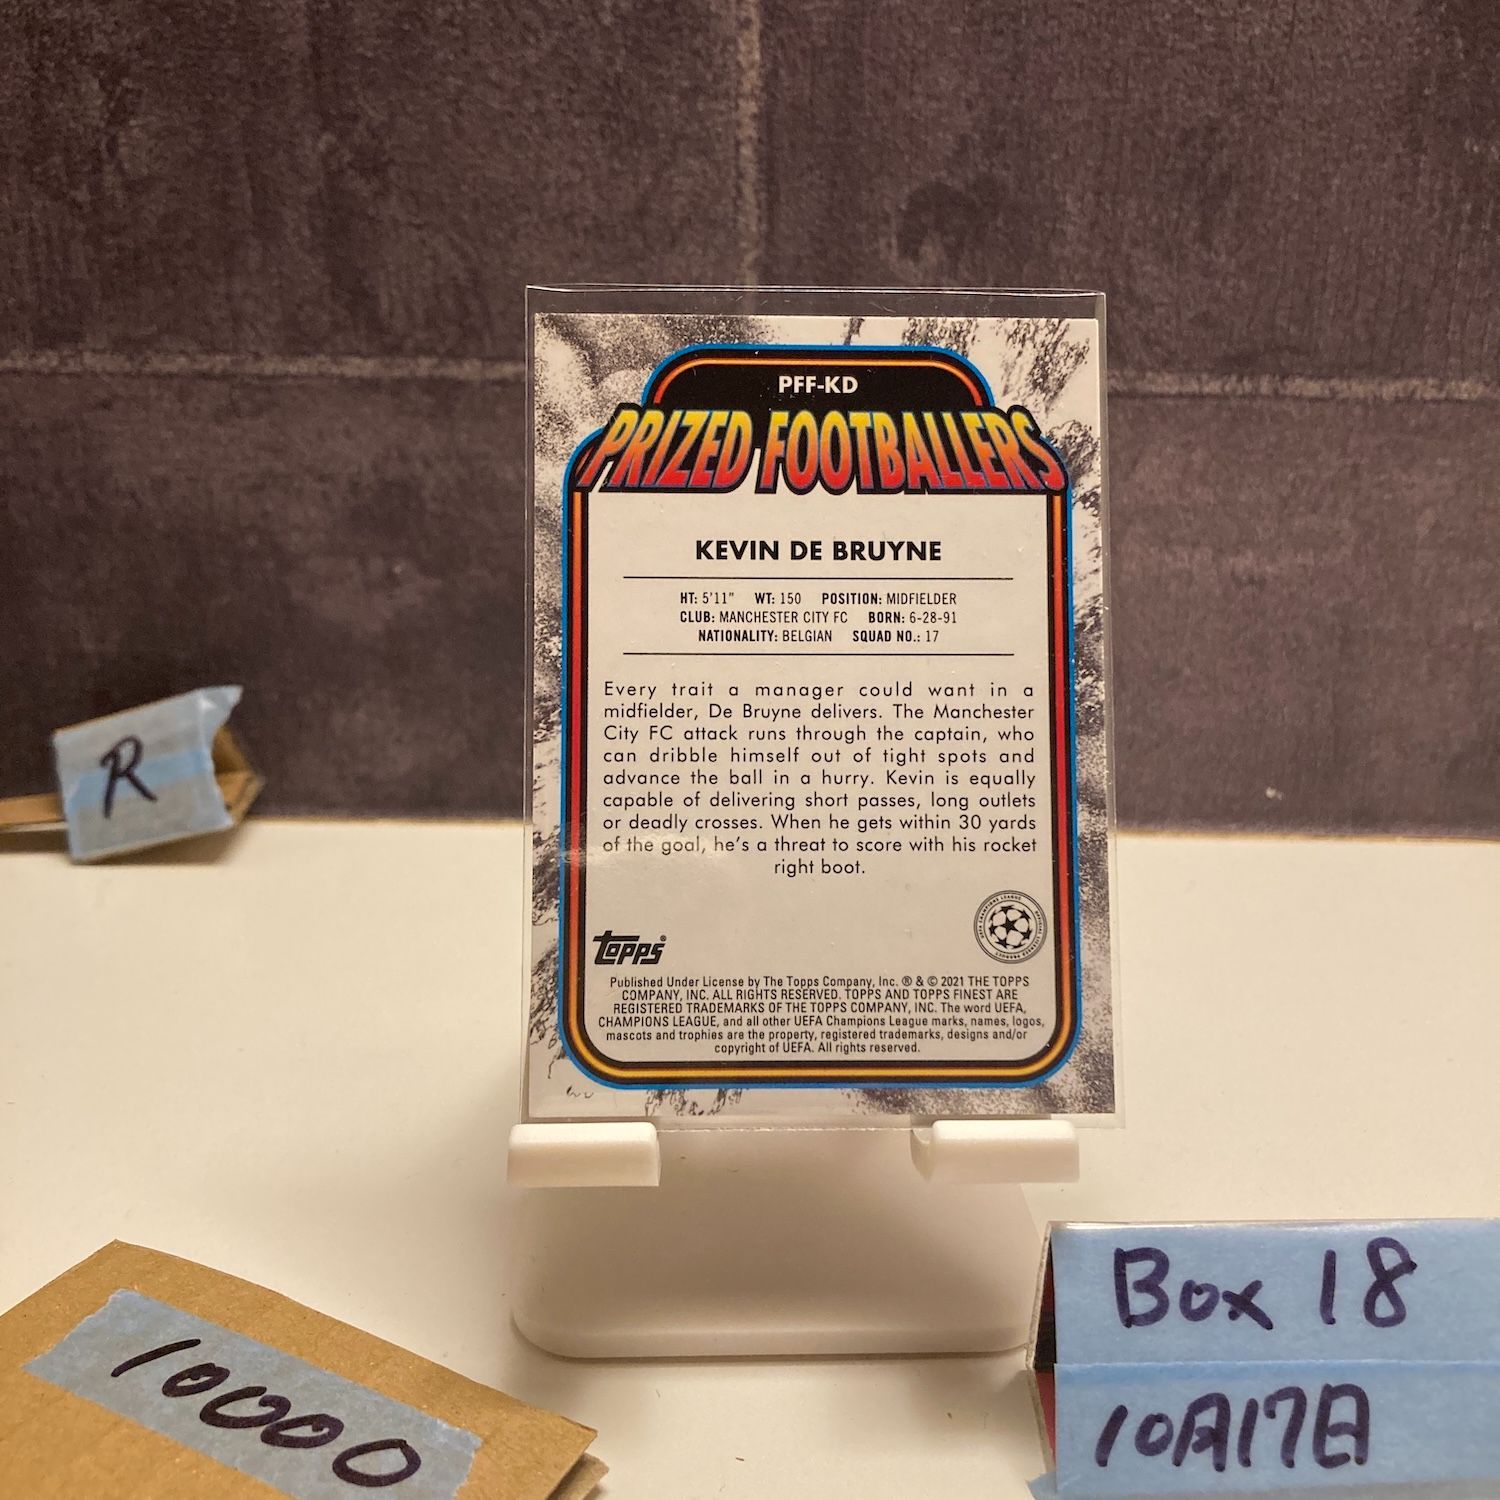 PFF-KD
PRIZED FOOTBALLERS
KEVIN DE BRUYNE
HT: 5'11" WT: 150 POSITION: MIDFIELDER
CLUB: MANCHESTER CITY FC BORN: 6-28-91
NATIONALITY: BELGIAN SQUAD NO.: 17
Every trait a manager could want in a
midfielder, De Bruyne delivers. The Manchester
City FC attack runs through the captain, who
can dribble himself out of tight spots and
advance the ball in a hurry. Kevin is equally
capable of delivering short passes, long outlets
or deadly crosses. When he gets within 30 yards
of the goal, he's a threat to score with his rocket
right boot.
Topps®
Published Under License by The Topps Company, Inc. ® & © 2021 THE TOPPS
COMPANY, INC. ALL RIGHTS RESERVED. TOPPS AND TOPPS FINEST ARE
REGISTERED TRADEMARKS OF THE TOPPS COMPANY, INC. The word UEFA,
CHAMPIONS LEAGUE, and all other UEFA Champions League marks, names, logos,
mascots and trophies are the property, registered trademarks, designs and/or
copyright of UEFA. All rights reserved.
R
10000
Box 18
10月17日